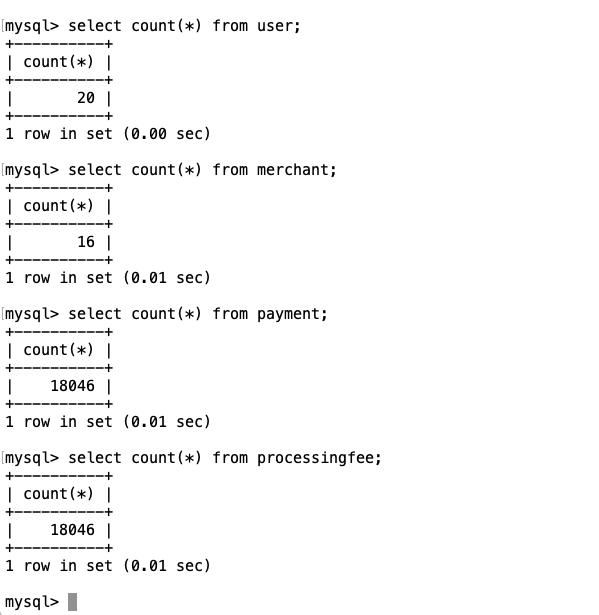 mysql> select count(*) from user;
+----------+
| count(*) |
+----------+
|       20 |
+----------+
1 row in set (0.00 sec)
mysql> select count(*) from merchant;
+----------+
| count(*) |
+----------+
|       16 |
+----------+
1 row in set (0.01 sec)
mysql> select count(*) from payment;
+----------+
| count(*) |
+----------+
|    18046 |
+----------+
1 row in set (0.01 sec)
mysql> select count(*) from processingfee;
+----------+
| count(*) |
+----------+
|    18046 |
+----------+
1 row in set (0.01 sec)
mysql>